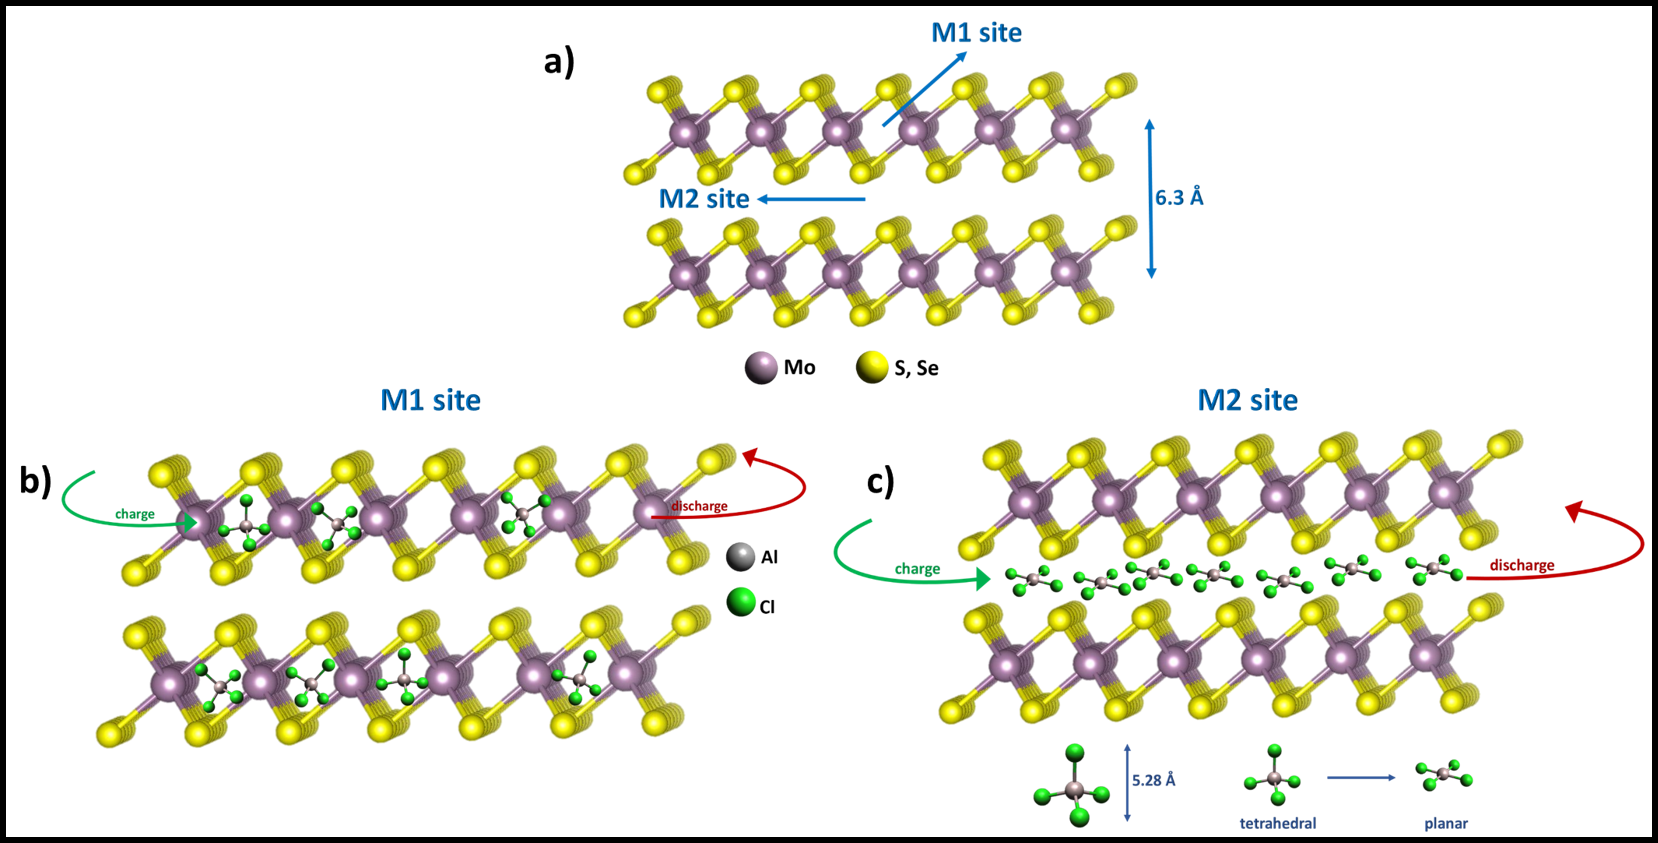 a)
M1 site
M2 site
6.3 Å
Mo
S, Se
M1 site
b)
charge
discharge
Al
Cl
M2 site
c)
charge
discharge
5.28 Å
tetrahedral
planar